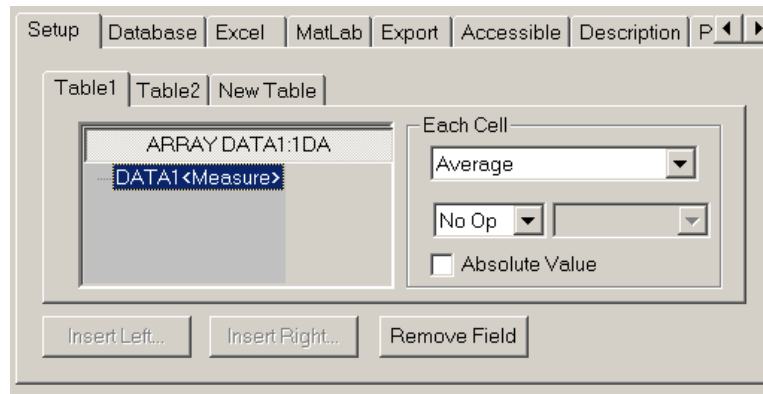 Setup Database Excel MatLab Export Accessible Description P
Table1 Table2 New Table
ARRAY DATA1:1DA
DATA1<Measure>
Each Cell
Average
No Op
Absolute Value
Insert Left... Insert Right... Remove Field